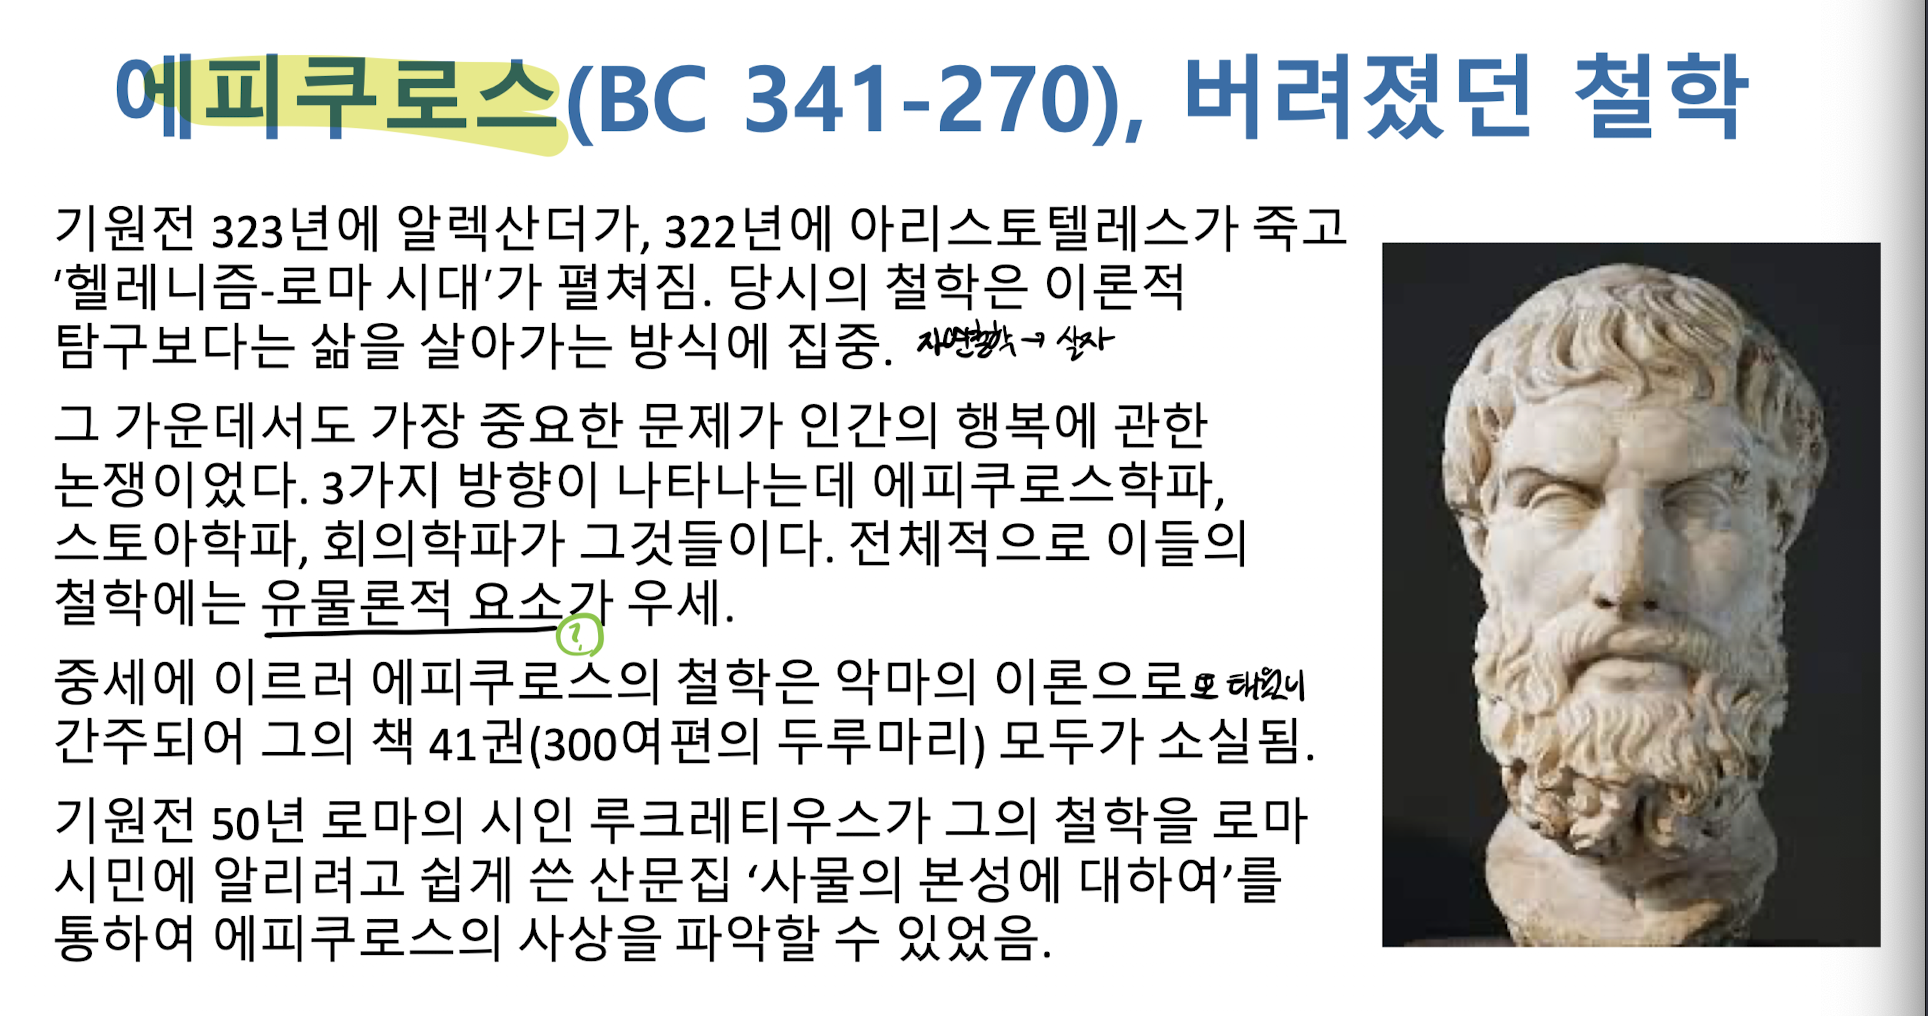 에피쿠로스(BC 341-270), 버려졌던 철학
기원전 323년에 알렉산더가, 322년에 아리스토텔레스가 죽고
‘헬레니즘-로마 시대’가 펼쳐짐. 당시의 철학은 이론적
탐구보다는 삶을 살아가는 방식에 집중. 자연철학→
그 가운데서도 가장 중요한 문제가 인간의 행복에 관한
논쟁이었다. 3가지 방향이 나타나는데 에피쿠로스학파,
스토아학파, 회의학파가 그것들이다. 전체적으로 이들의
철학에는 유물론적 요소가 우세.
?
중세에 이르러 에피쿠로스의 철학은 악마의 이론으로
간주되어 그의 책 41권(300여편의 두루마리) 모두가 소실됨.
기원전 50년 로마의 시인 루크레티우스가 그의 철학을 로마
시민에 알리려고 쉽게 쓴 산문집 ‘사물의 본성에 대하여’를
통하여 에피쿠로스의 사상을 파악할 수 있었음.